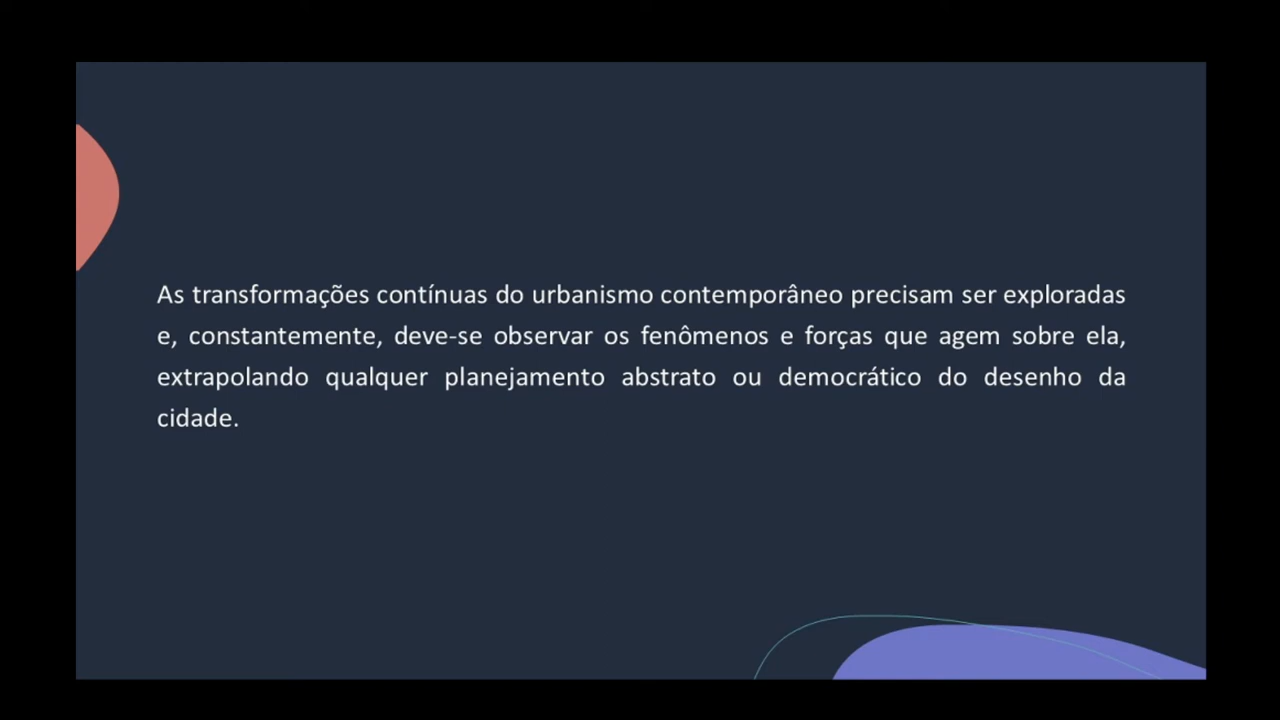 As transformações contínuas do urbanismo contemporâneo precisam ser exploradas
e, constantemente, deve-se observar os fenômenos e forças que agem sobre ela,
extrapolando qualquer planejamento abstrato ou democrático do desenho da
cidade.